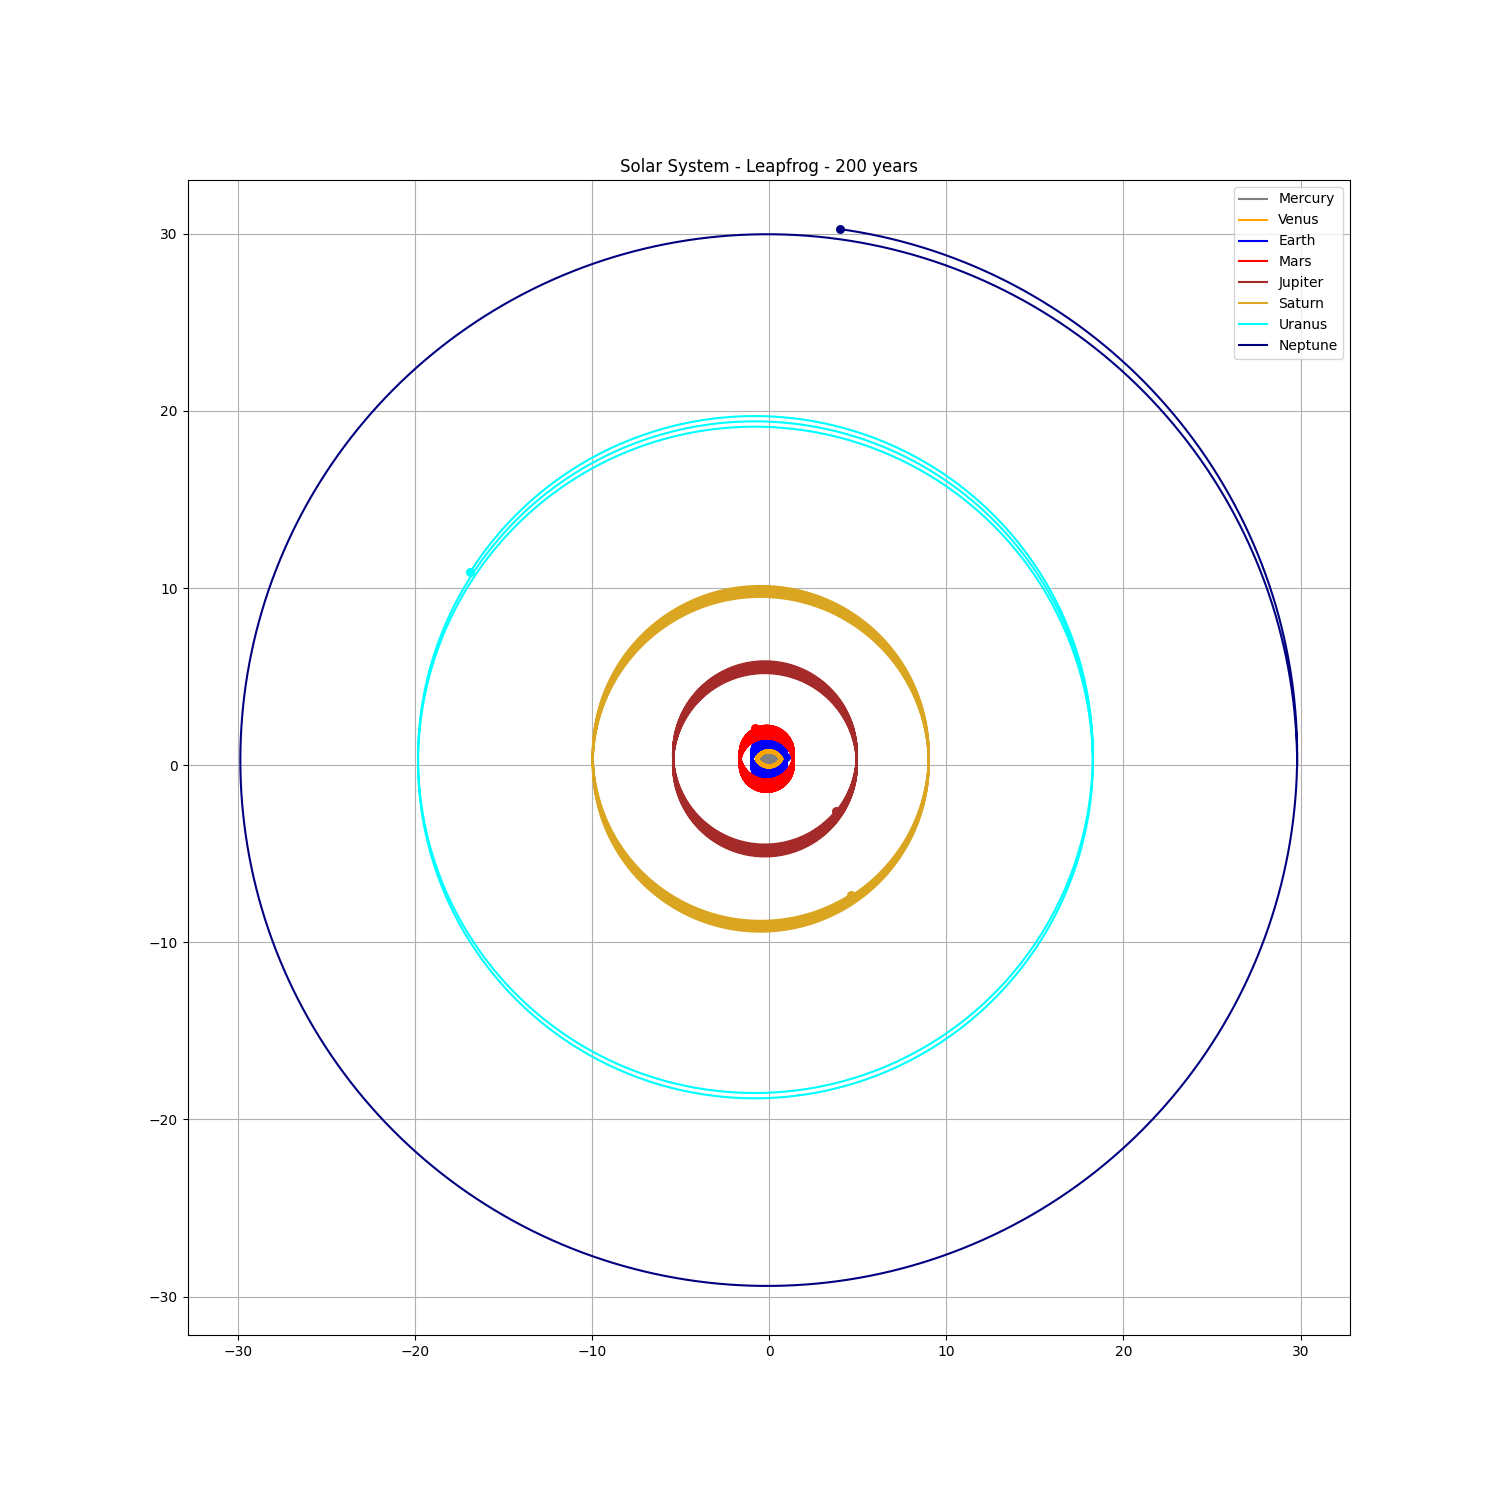 Solar System - Leapfrog - 200 years
Mercury
Venus
Earth
Mars
Jupiter
Saturn
Uranus
Neptune
30
20
10
0
−10
−20
−30
−30 −20 −10 0 10 20 30